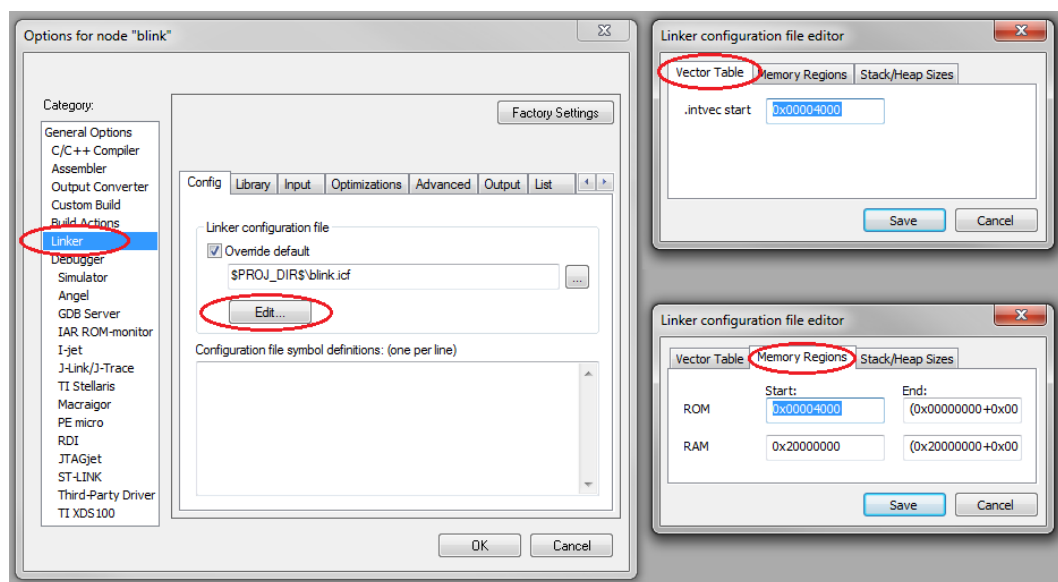 Options for node "blink"
Category:
General Options
C/C++ Compiler
Assembler
Output Converter
Custom Build
Build Actions
Linker
Debugger
Simulator
Angel
GDB Server
IAR ROM-monitor
I-jet
J-Link/J-Trace
TI Stellaris
Macraigor
PE micro
RDI
JTAGjet
ST-LINK
Third-Party Driver
TI XDS100
Factory Settings
Config Library Input Optimizations Advanced Output List
Linker configuration file
Override default
$PROJ_DIR$\blink.icf
...
Edit...
Configuration file symbol definitions: (one per line)
OK Cancel
Linker configuration file editor
Vector Table Memory Regions Stack/Heap Sizes
.intvec start 0x00004000
Save Cancel
Linker configuration file editor
Vector Table Memory Regions Stack/Heap Sizes
Start: End:
ROM 0x00004000 (0x00000000+0x00
RAM 0x20000000 (0x20000000+0x00
Save Cancel